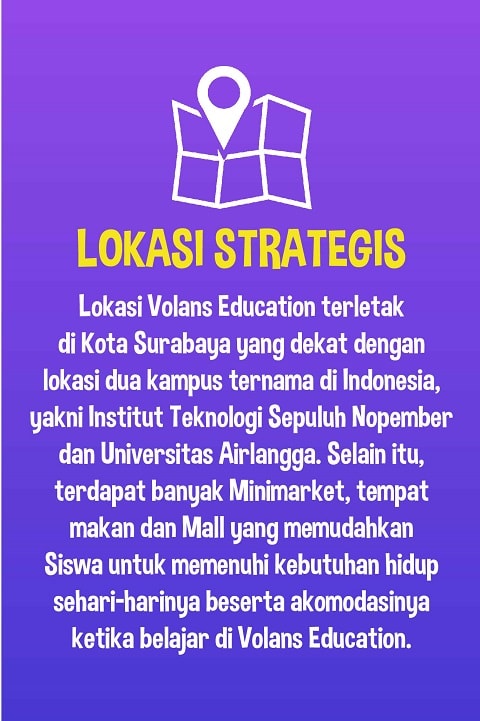 LOKASI STRATEGIS
Lokasi Volans Education terletak
di Kota Surabaya yang dekat dengan
lokasi dua kampus ternama di Indonesia,
yakni Institut Teknologi Sepuluh Nopember
dan Universitas Airlangga. Selain itu,
terdapat banyak Minimarket, tempat
makan dan Mall yang memudahkan
Siswa untuk memenuhi kebutuhan hidup
sehari-harinya beserta akomodasinya
ketika belajar di Volans Education.